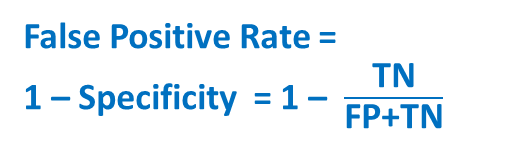 False Positive Rate =
1 – Specificity = 1 – TN
FP+TN